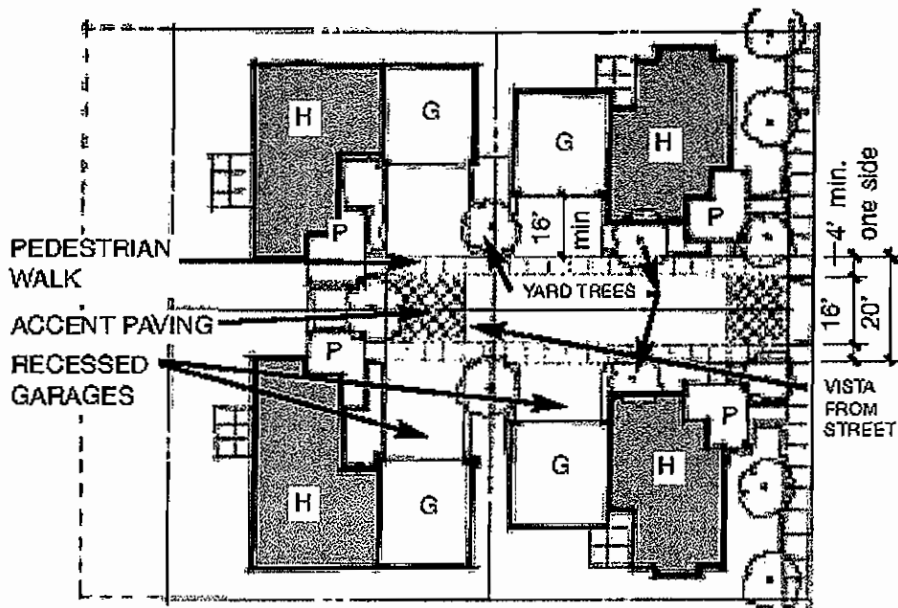 H
G
G
H
P
P
16'
min
4' min.
one side
PEDESTRIAN
WALK
YARD TREES
ACCENT PAVING
16'
20'
RECESSED
GARAGES
P
P
VISTA
FROM
STREET
H
G
G
H